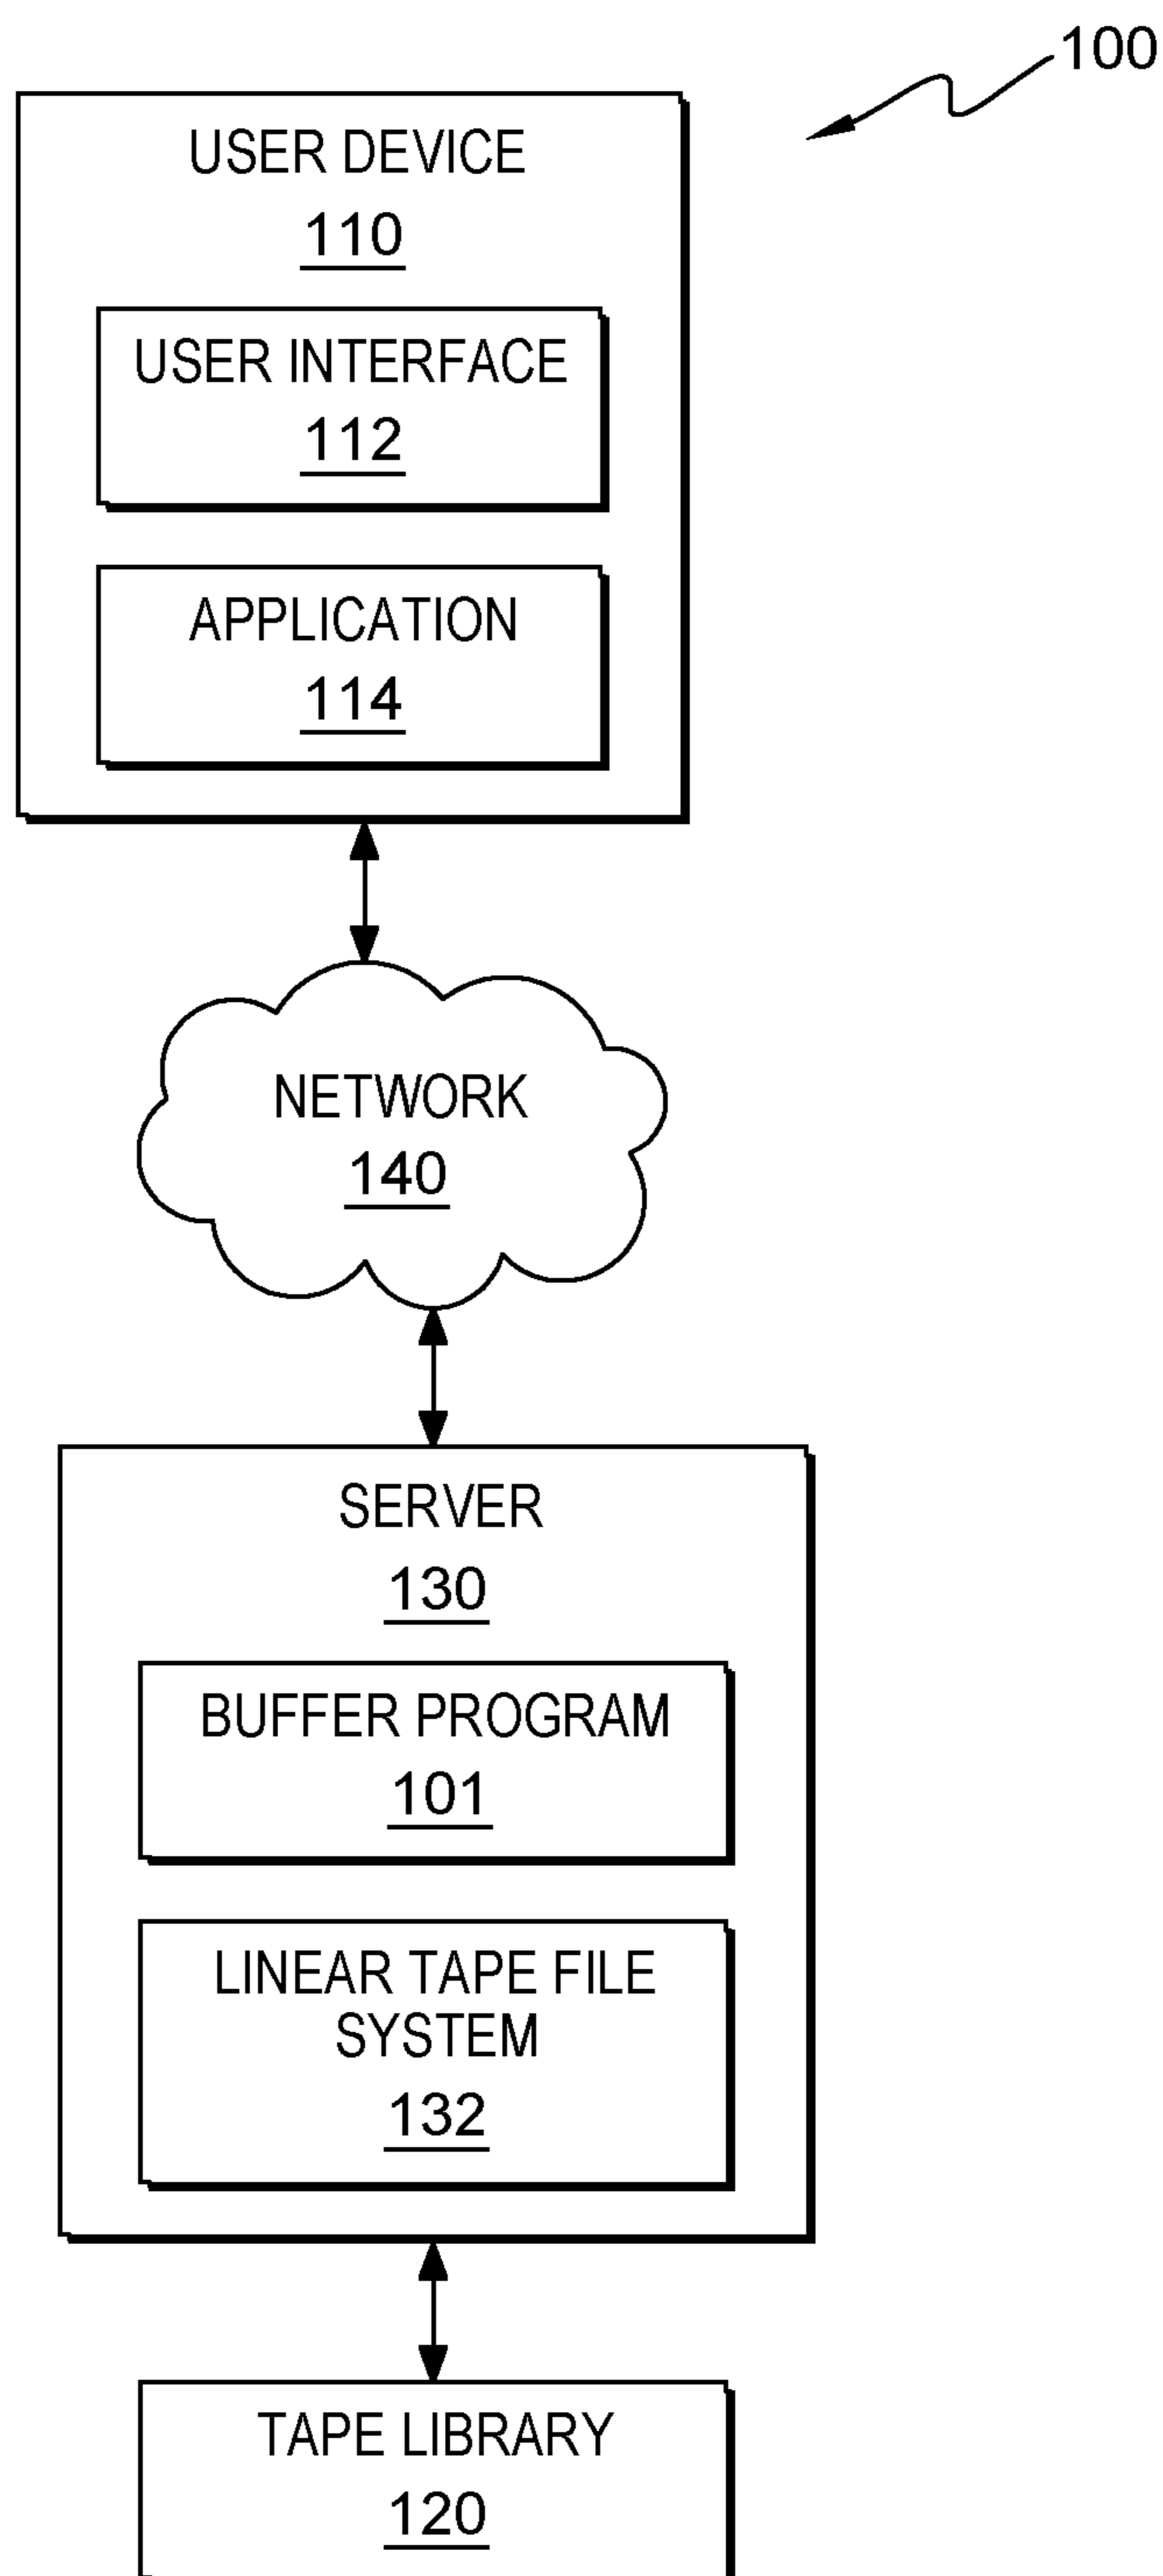 100
USER DEVICE
110
USER INTERFACE
112
APPLICATION
114
NETWORK
140
SERVER
130
BUFFER PROGRAM
101
LINEAR TAPE FILE
SYSTEM
132
TAPE LIBRARY
120